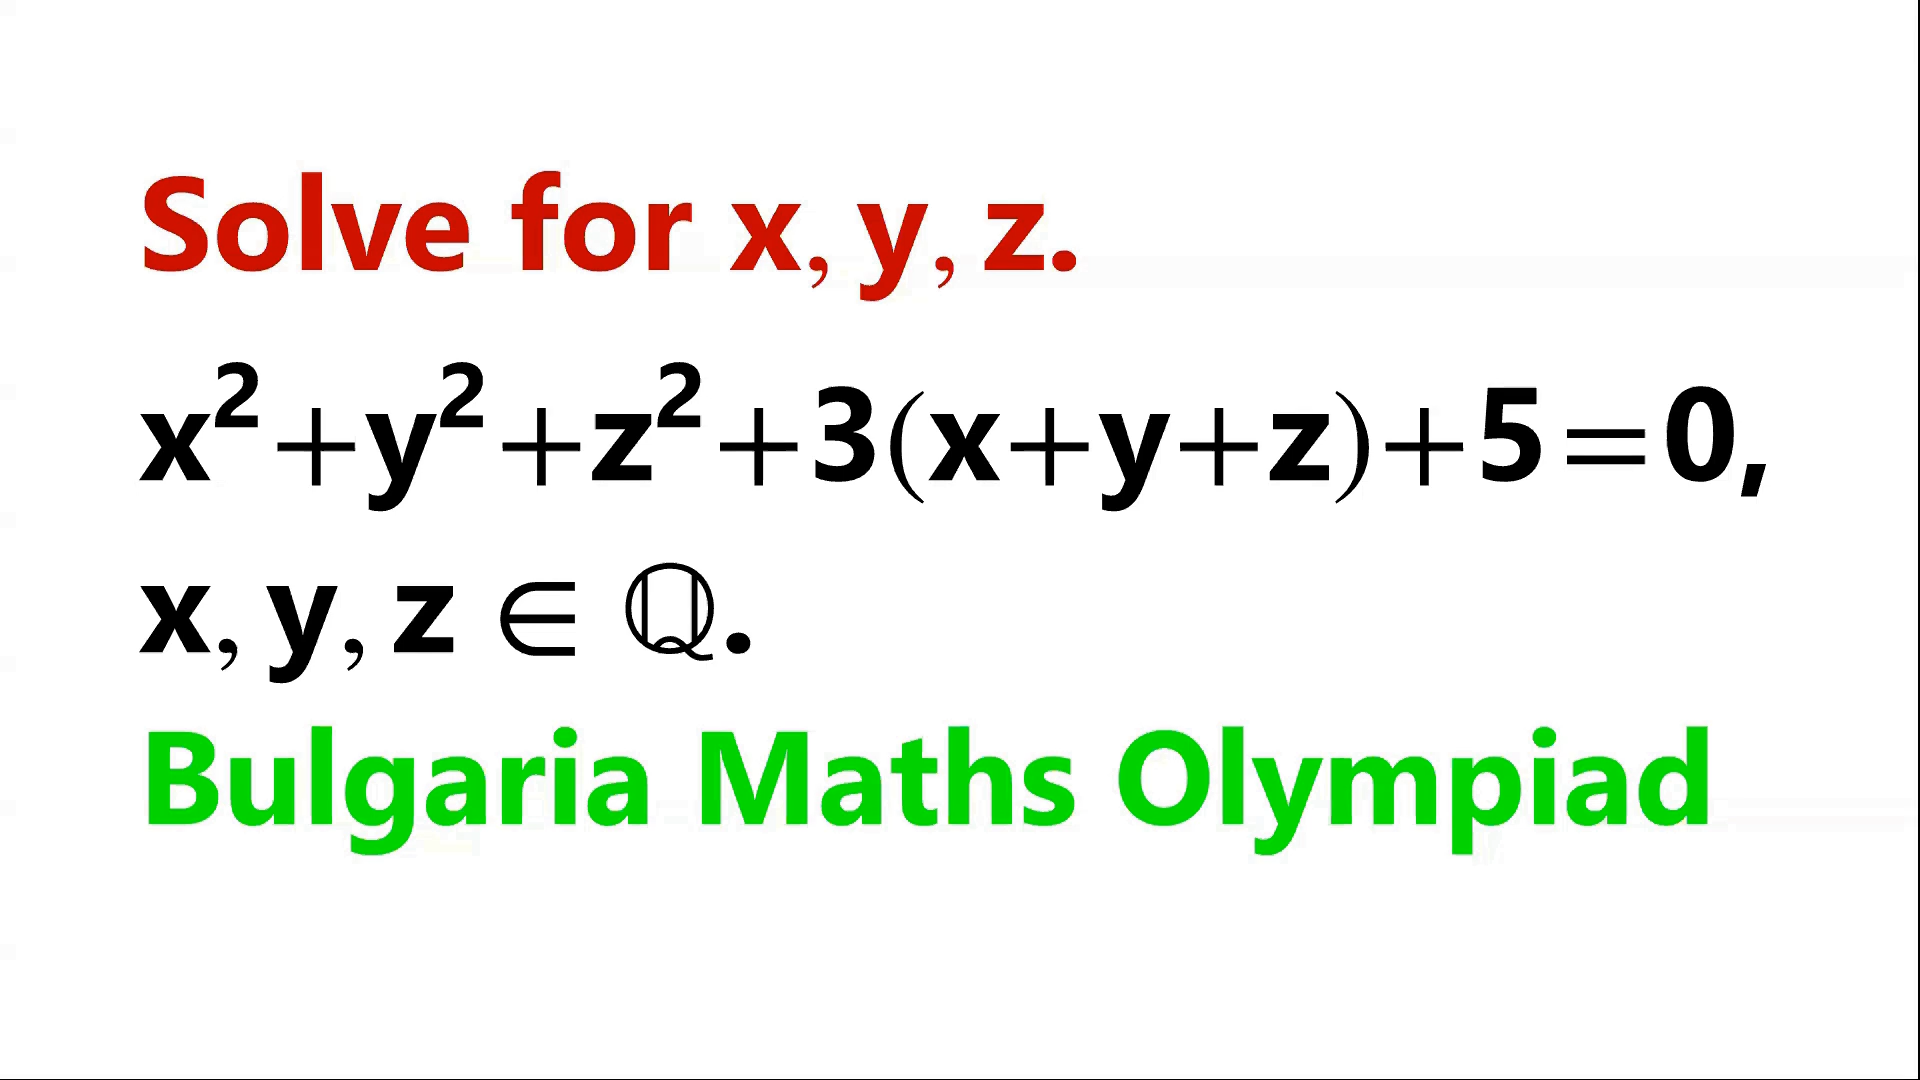 Solve for x, y, z.
x²+y²+z²+3(x+y+z)+5=0,
x, y, z ∈ ℚ.
Bulgaria Maths Olympiad